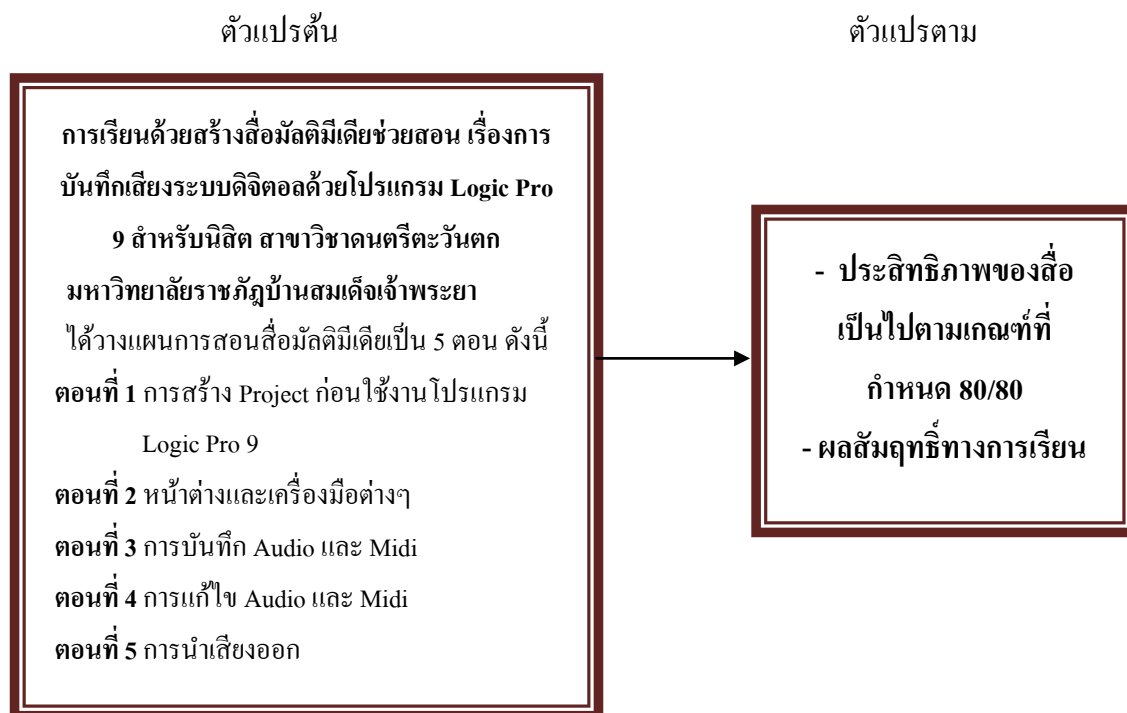 ตัวแปรต้น
ตัวแปรตาม
การเรียนด้วยสร้างสื่อมัลติมีเดียช่วยสอน เรื่องการ
บันทึกเสียงระบบดิจิตอลด้วยโปรแกรม Logic Pro
9 สำหรับนิสิต สาขาวิชาดนตรีตะวันตก
มหาวิทยาลัยราชภัฏบ้านสมเด็จเจ้าพระยา
ได้วางแผนการสอนสื่อมัลติมีเดียเป็น 5 ตอน ดังนี้
ตอนที่ 1 การสร้าง Project ก่อนใช้งานโปรแกรม
Logic Pro 9
ตอนที่ 2 หน้าต่างและเครื่องมือต่างๆ
ตอนที่ 3 การบันทึก Audio และ Midi
ตอนที่ 4 การแก้ไข Audio และ Midi
ตอนที่ 5 การนำเสียงออก
- ประสิทธิภาพของสื่อ
เป็นไปตามเกณฑ์ที่
กำหนด 80/80
- ผลสัมฤทธิ์ทางการเรียน